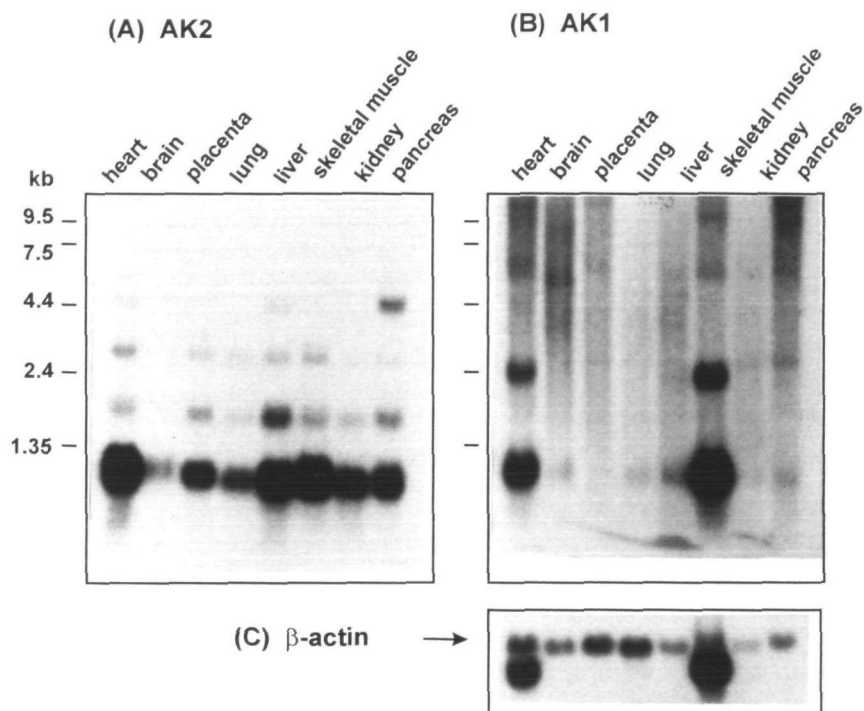 (A) AK2
(B) AK1
heart
brain
placenta
lung
liver
skeletal muscle
kidney
pancreas
heart
brain
placenta
lung
liver
skeletal muscle
kidney
pancreas
kb
9.5
7.5
4.4
2.4
1.35
(C) β-actin